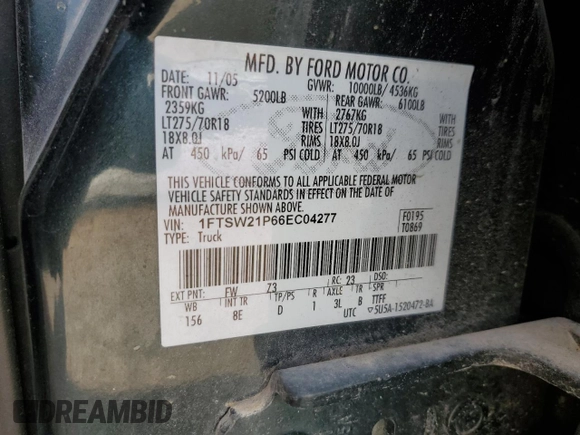 MFD. BY FORD MOTOR CO.
DATE: 11/05 GVWR: 10000LB/ 4536KG
FRONT GAWR: 5200LB REAR GAWR: 6100LB
2359KG 2767KG
LT275/70R18 TIRES LT275/70R18 TIRES
18X8.0J RIMS 18X8.0J RIMS
AT 450 kPa/ 65 PSI COLD AT 450 kPa/ 65 PSI COLD
THIS VEHICLE CONFORMS TO ALL APPLICABLE FEDERAL MOTOR
VEHICLE SAFETY STANDARDS IN EFFECT ON THE DATE OF
MANUFACTURE SHOWN ABOVE.
VIN: 1FTSW21P66EC04277 F0195
TYPE: Truck T0869
EXT PNT: FW Z3 RC: 23 DSO:
WB INT TR TP/PS R AXLE TR SPR
156 8E D 1 3L B TTFF
UTC ▽5U5A-1520472-BA
DREAMBID